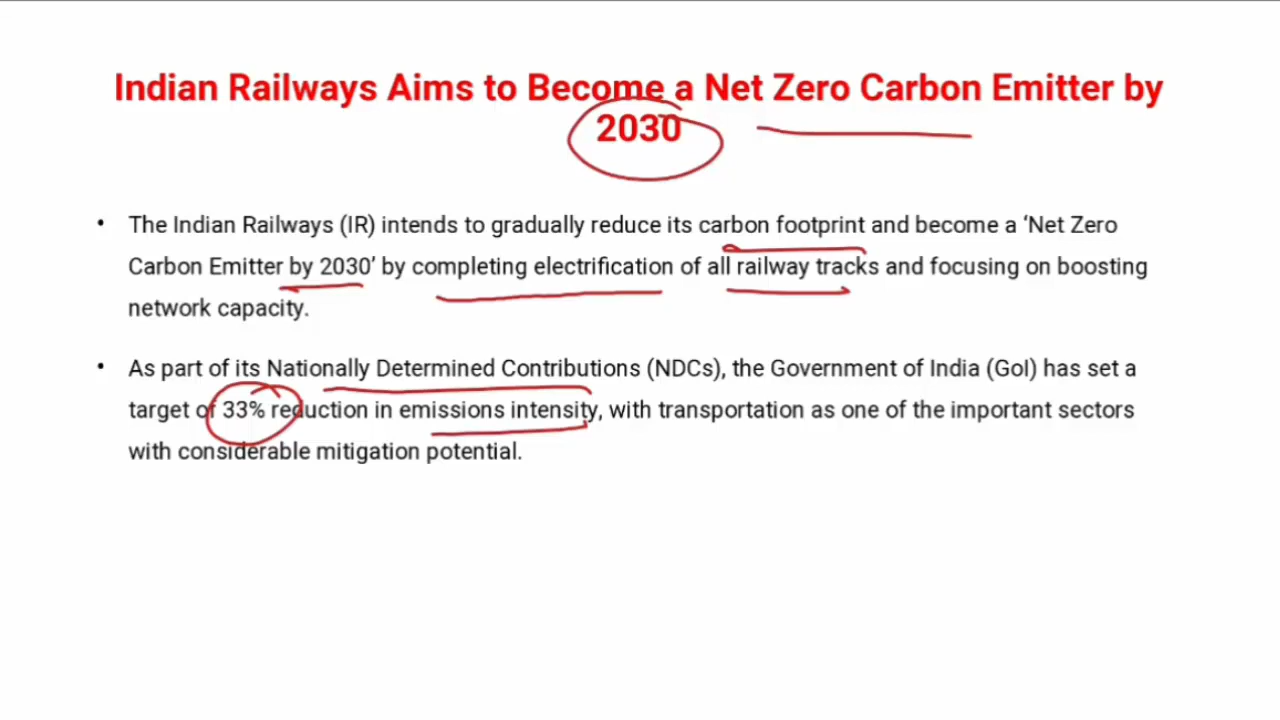 Indian Railways Aims to Become a Net Zero Carbon Emitter by
2030
• The Indian Railways (IR) intends to gradually reduce its carbon footprint and become a ‘Net Zero
Carbon Emitter by 2030’ by completing electrification of all railway tracks and focusing on boosting
network capacity.
• As part of its Nationally Determined Contributions (NDCs), the Government of India (GoI) has set a
target of 33% reduction in emissions intensity, with transportation as one of the important sectors
with considerable mitigation potential.